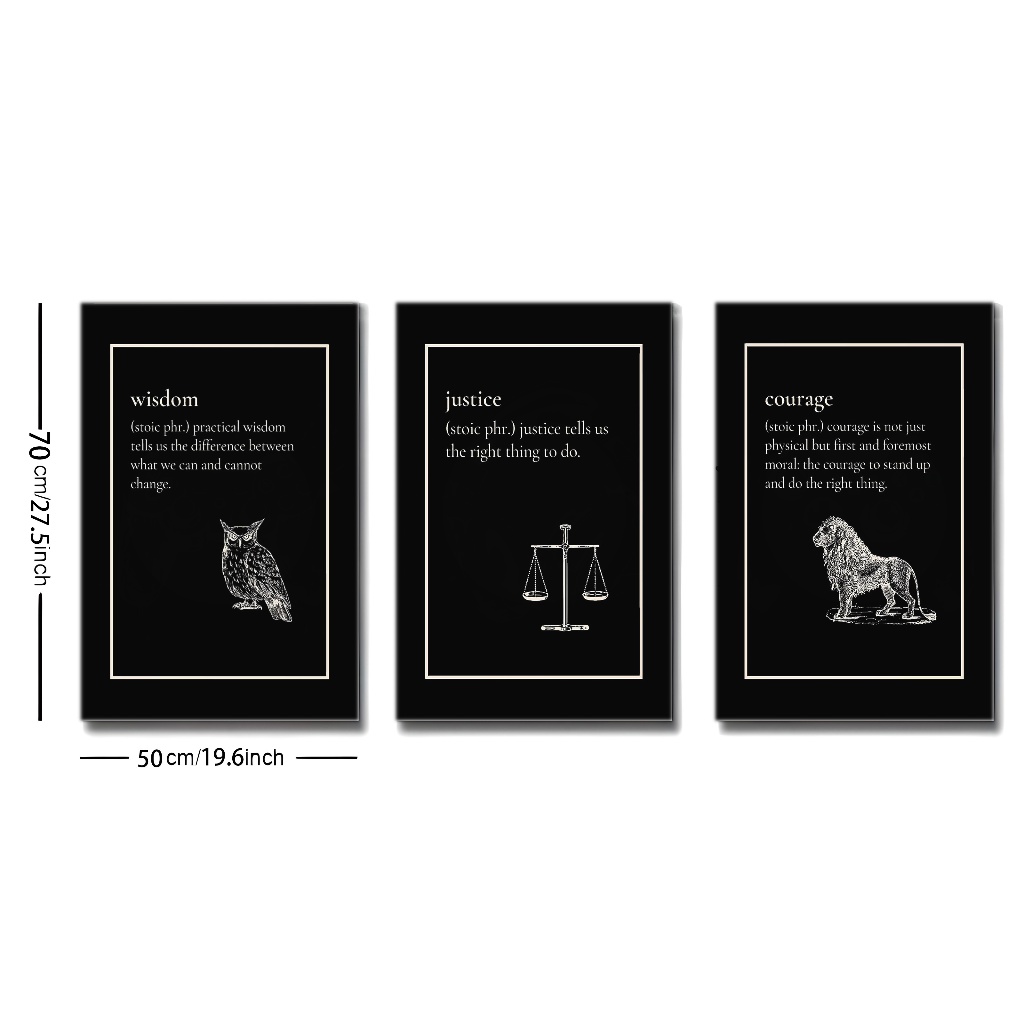 wisdom
(stoic phr.) practical wisdom
tells us the difference between
what we can and cannot
change.
justice
(stoic phr.) justice tells us
the right thing to do.
courage
(stoic phr.) courage is not just
physical but first and foremost
moral: the courage to stand up
and do the right thing.
70 cm/27.5inch
50cm/19.6inch